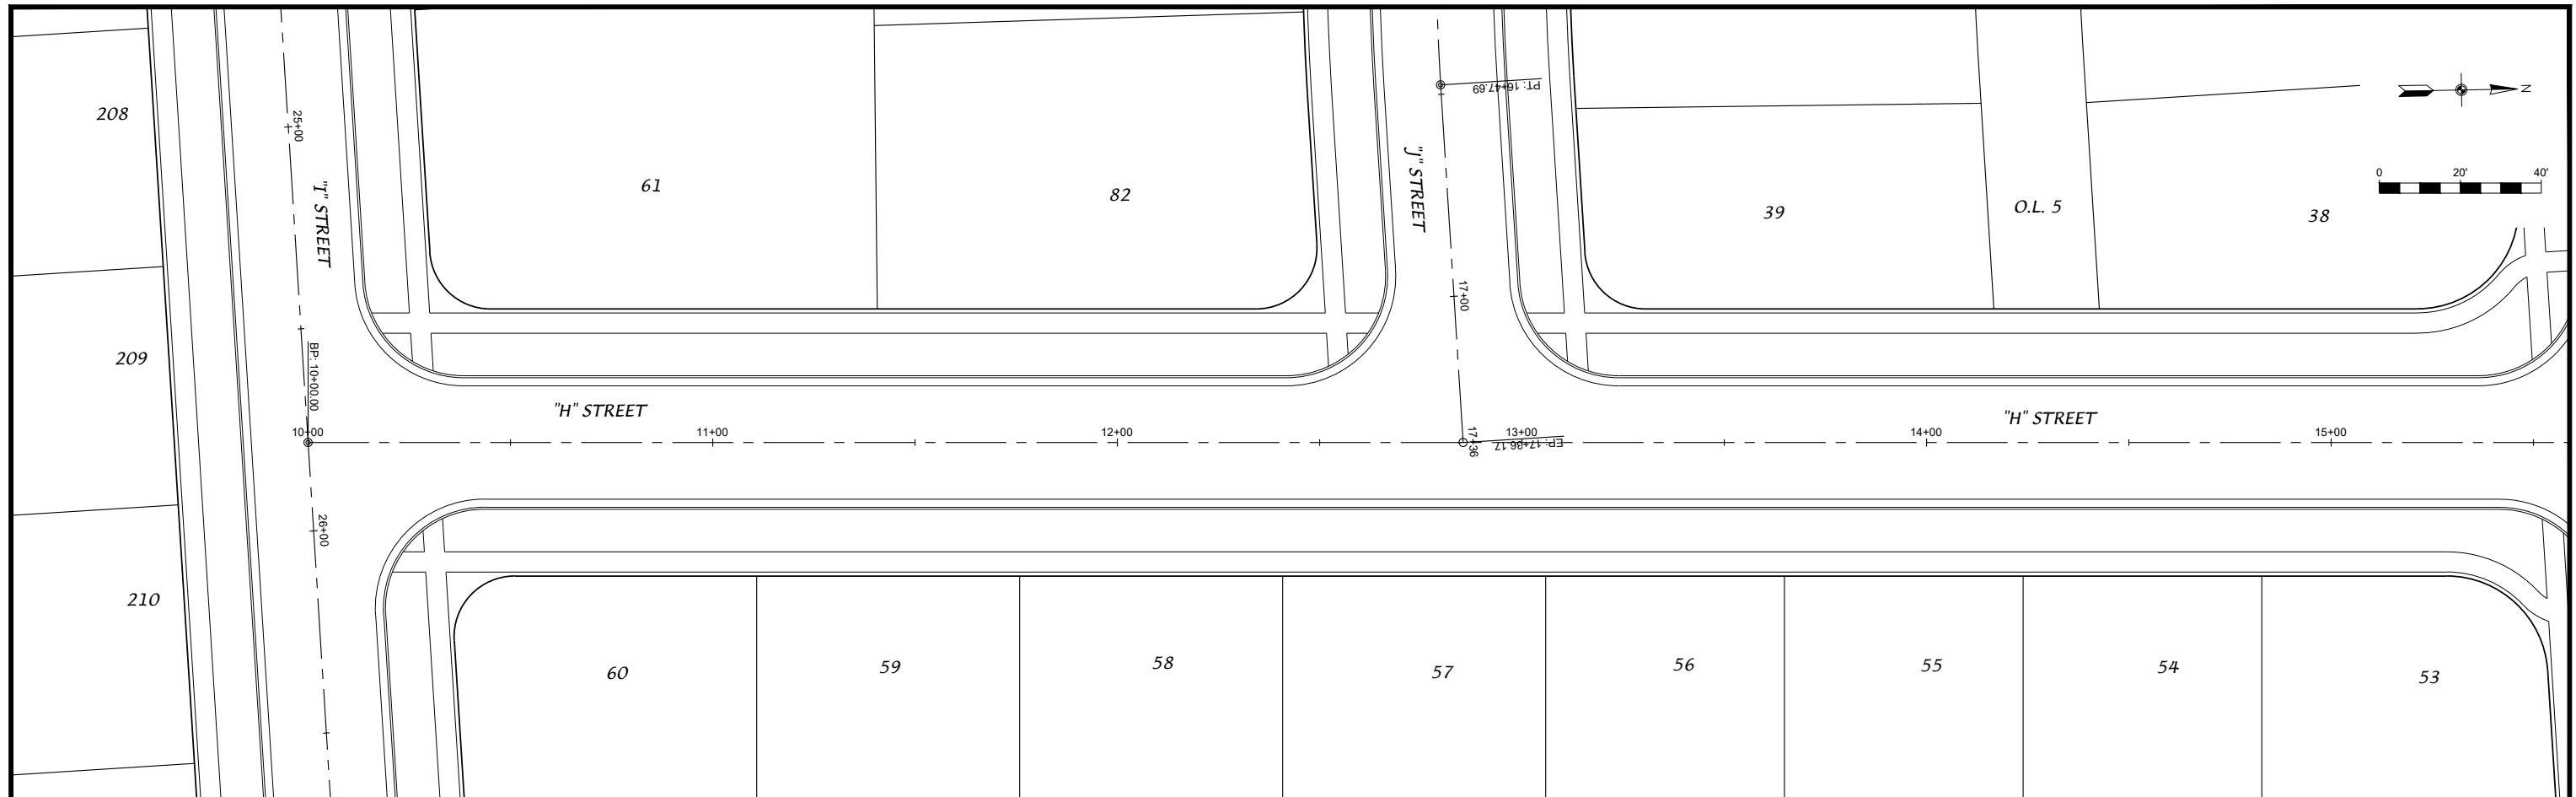 208
25+00
"I" STREET
61
82
"J" STREET
PT: 16+47.69
17+00
39
O.L. 5
38
N
0 20' 40'
209
BP: 10+00.00
"H" STREET
"H" STREET
10+00
11+00
12+00
17+36
13+00
EP: 17+36.17
14+00
15+00
26+00
210
60
59
58
57
56
55
54
53